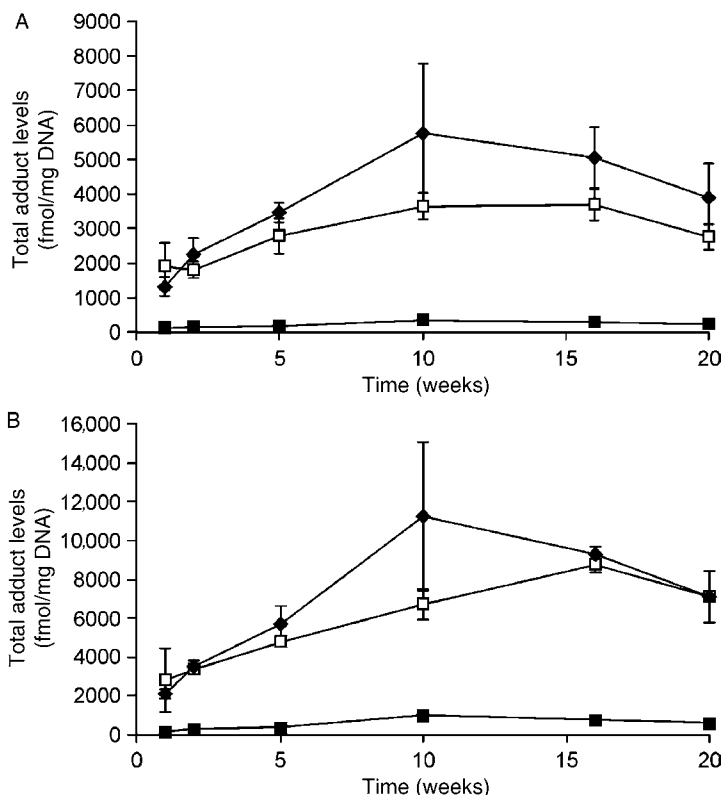 A
Total adduct levels
(fmol/mg DNA)
9000
8000
7000
6000
5000
4000
3000
2000
1000
0
0 5 10 15 20
Time (weeks)
B
Total adduct levels
(fmol/mg DNA)
16,000
14,000
12,000
10,000
8000
6000
4000
2000
0
0 5 10 15 20
Time (weeks)